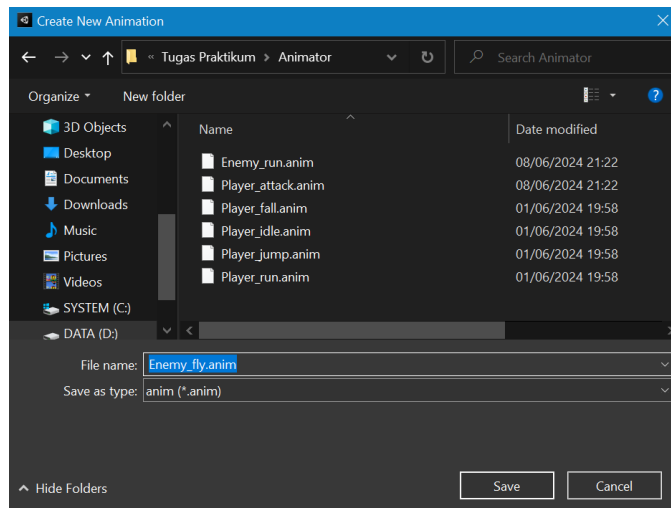 Create New Animation
« Tugas Praktikum > Animator
Search Animator
Organize
New folder
?
3D Objects
Desktop
Documents
Downloads
Music
Pictures
Videos
SYSTEM (C:)
DATA (D:)
Name Date modified
Enemy_run.anim 08/06/2024 21:22
Player_attack.anim 08/06/2024 21:22
Player_fall.anim 01/06/2024 19:58
Player_idle.anim 01/06/2024 19:58
Player_jump.anim 01/06/2024 19:58
Player_run.anim 01/06/2024 19:58
File name: Enemy_fly.anim
Save as type: anim (*.anim)
Hide Folders
Save
Cancel